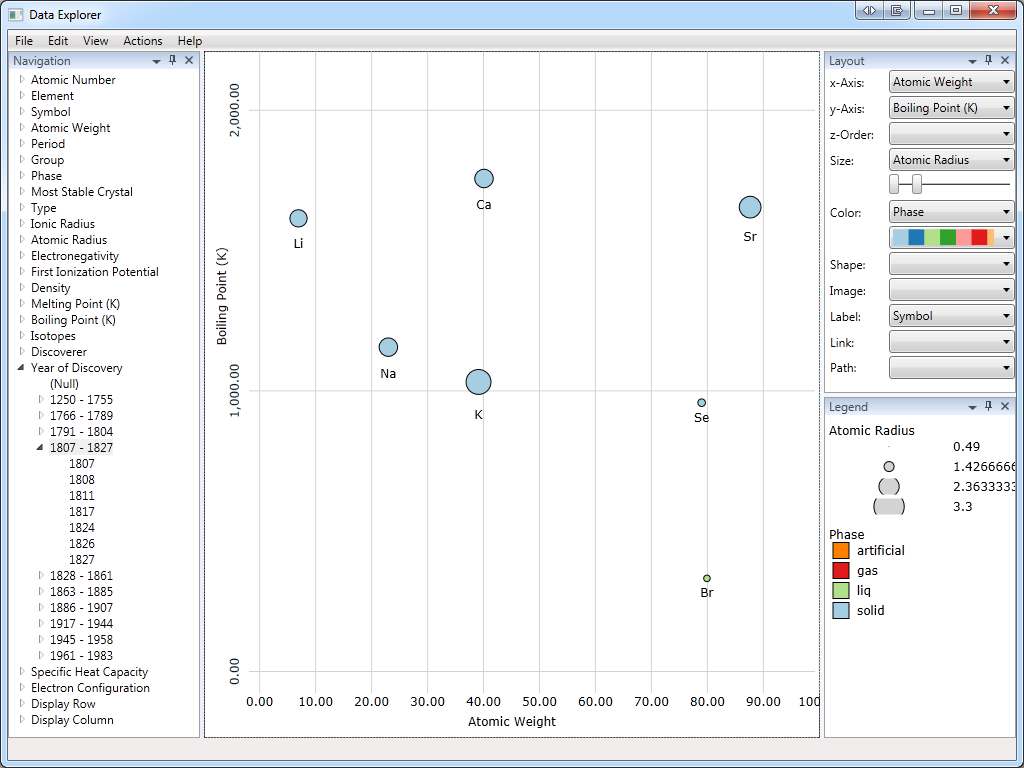 Data Explorer
File Edit View Actions Help
Navigation
Atomic Number
Element
Symbol
Atomic Weight
Period
Group
Phase
Most Stable Crystal
Type
Ionic Radius
Atomic Radius
Electronegativity
First Ionization Potential
Density
Melting Point (K)
Boiling Point (K)
Isotopes
Discoverer
Year of Discovery
(Null)
1250 - 1755
1766 - 1789
1791 - 1804
1807 - 1827
1807
1808
1811
1817
1824
1826
1827
1828 - 1861
1863 - 1885
1886 - 1907
1917 - 1944
1945 - 1958
1961 - 1983
Specific Heat Capacity
Electron Configuration
Display Row
Display Column
Boiling Point (K)
2,000.00
1,000.00
0.00
Li
Ca
Sr
Na
K
Se
Br
0.00 10.00 20.00 30.00 40.00 50.00 60.00 70.00 80.00 90.00 100
Atomic Weight
Layout
x-Axis: Atomic Weight
y-Axis: Boiling Point (K)
z-Order:
Size: Atomic Radius
Color: Phase
Shape:
Image:
Label: Symbol
Link:
Path:
Legend
Atomic Radius
0.49
1.4266666
2.3633333
3.3
Phase
artificial
gas
liq
solid